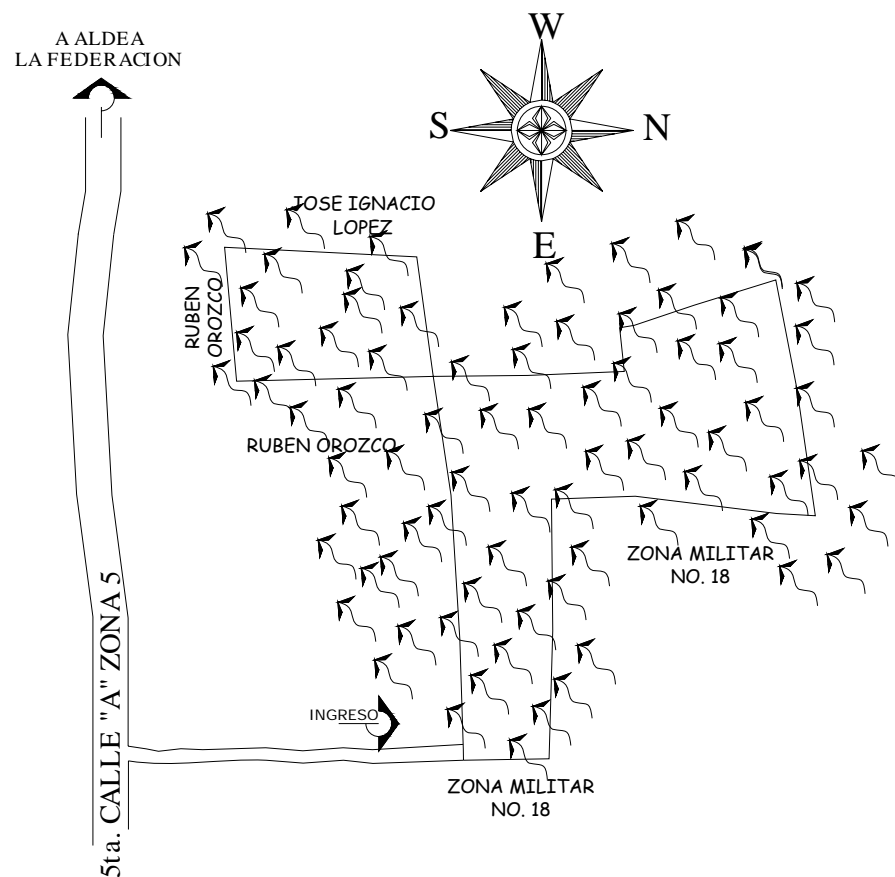 W
A ALDEA
LA FEDERACION
S
N
E
JOSE IGNACIO
LOPEZ
RUBEN
OROZCO
RUBEN OROZCO
ZONA MILITAR
NO. 18
5ta. CALLE "A" ZONA 5
INGRESO
ZONA MILITAR
NO. 18